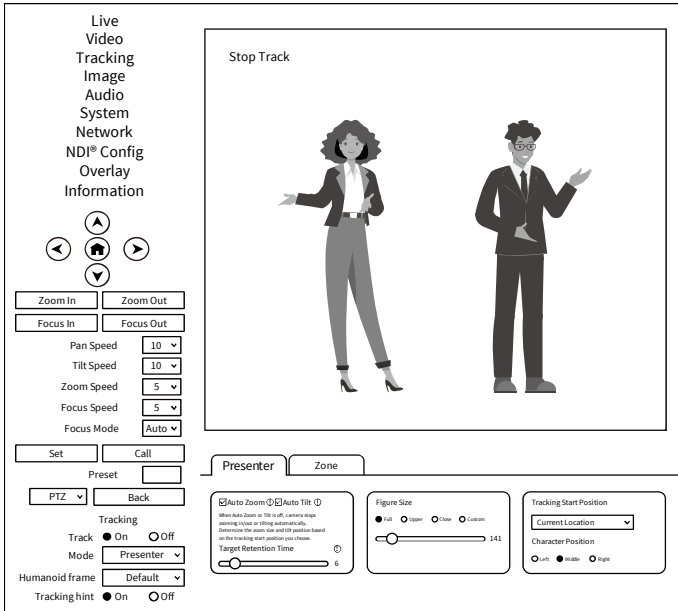 Live
Video
Tracking
Image
Audio
System
Network
NDI® Config
Overlay
Information
Zoom In Zoom Out
Focus In Focus Out
Pan Speed 10
Tilt Speed 10
Zoom Speed 5
Focus Speed 5
Focus Mode Auto
Set Call
Preset
PTZ Back
Tracking
Track On Off
Mode Presenter
Humanoid frame Default
Tracking hint On Off
Stop Track
Presenter Zone
Auto Zoom Auto Tilt
When Auto Zoom or Tilt is off, camera stops
zooming in/out or tilting automatically.
Determine the zoom size and tilt position based
on the tracking start position you choose.
Target Retention Time
6
Figure Size
Full Upper Close Custom
141
Tracking Start Position
Current Location
Character Position
Left Middle Right